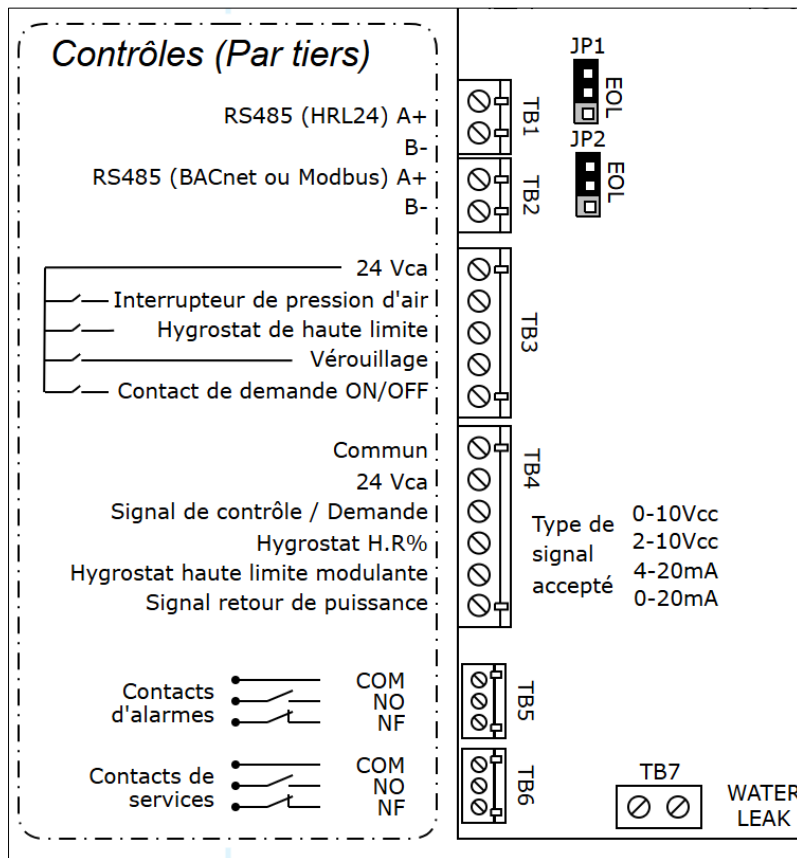 Contrôles (Par tiers)
RS485 (HRL24) A+
B-
RS485 (BACnet ou Modbus) A+
B-
24 Vca
Interrupteur de pression d'air
Hygrostat de haute limite
Vérouillage
Contact de demande ON/OFF
Commun
24 Vca
Signal de contrôle / Demande
Hygrostat H.R%
Hygrostat haute limite modulante
Signal retour de puissance
Contacts
d'alarmes
COM
NO
NF
Contacts de
services
COM
NO
NF
TB1
TB2
TB3
TB4
TB5
TB6
JP1
EOL
JP2
EOL
Type de
signal
accepté
0-10Vcc
2-10Vcc
4-20mA
0-20mA
TB7
WATER
LEAK